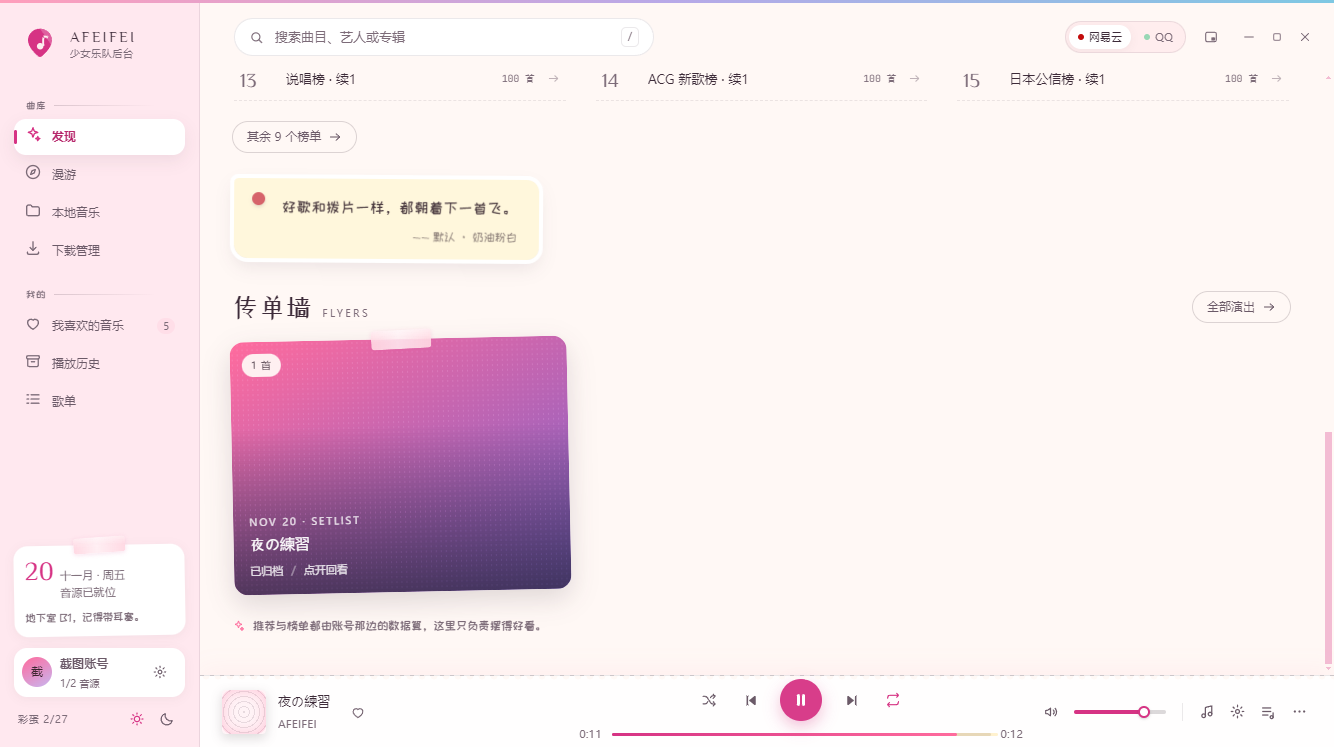 AFEIFEI
少女乐队后台
搜索曲目、艺人或专辑
/
网易云
QQ
13 说唱榜 · 续1 100 首
14 ACG 新歌榜 · 续1 100 首
15 日本公信榜 · 续1 100 首
其余 9 个榜单
曲库
发现
漫游
本地音乐
下载管理
我的
我喜欢的音乐 5
播放历史
歌单
好歌和拨片一样，都朝着下一首飞。
—— 默认 · 奶油粉白
传单墙 FLYERS
全部演出
1 首
NOV 20 · SETLIST
夜の練習
已归档 / 点开回看
推荐与榜单都由账号那边的数据算，这里只负责摆得好看。
20 十一月 · 周五
音源已就位
地下室 B1，记得带耳塞。
截
截图账号
1/2 音源
彩蛋 2/27
夜の練習
AFEIFEI
0:11
0:12